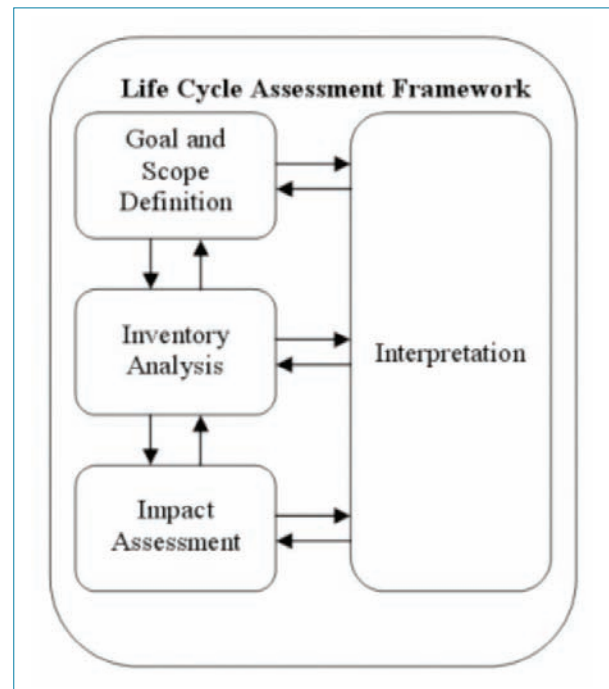 Life Cycle Assessment Framework
Goal and
Scope
Definition
Inventory
Analysis
Impact
Assessment
Interpretation